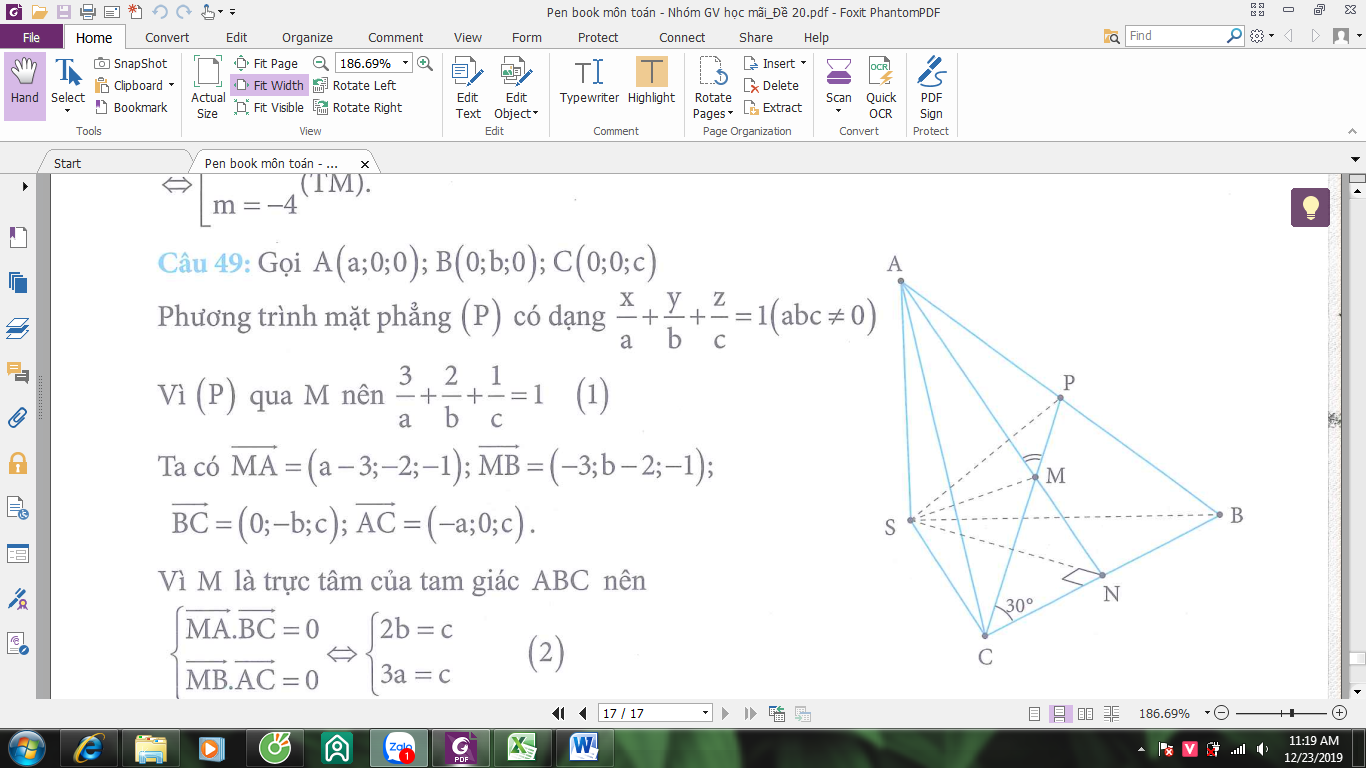 Pen book môn toán - Nhóm GV học mãi_Đề 20.pdf - Foxit PhantomPDF
File Home Convert Edit Organize Comment View Form Protect Connect Share Help Find
Hand Select SnapShot Clipboard Bookmark Tools
Actual Size Fit Page Fit Width Fit Visible 186.69% Rotate Left Rotate Right View
Edit Text Edit Object Edit
Typewriter Highlight Comment
Rotate Pages Insert Delete Extract Page Organization
Scan Quick OCR Convert
PDF Sign Protect
Start Pen book môn toán - ... x
⇔ [ m = −4 (TM).
Câu 49: Gọi A(a;0;0); B(0;b;0); C(0;0;c)
Phương trình mặt phẳng (P) có dạng x/a + y/b + z/c = 1(abc ≠ 0)
Vì (P) qua M nên 3/a + 2/b + 1/c = 1 (1)
Ta có MA = (a − 3;−2;−1); MB = (−3;b − 2;−1);
BC = (0;−b;c); AC = (−a;0;c).
Vì M là trực tâm của tam giác ABC nên
{ MA.BC = 0 ⇔ { 2b = c
MB.AC = 0 3a = c (2)
A
P
M
S
B
N
30°
C
17 / 17 186.69%
Zalo 1 PDF V 11:19 AM
12/23/2019